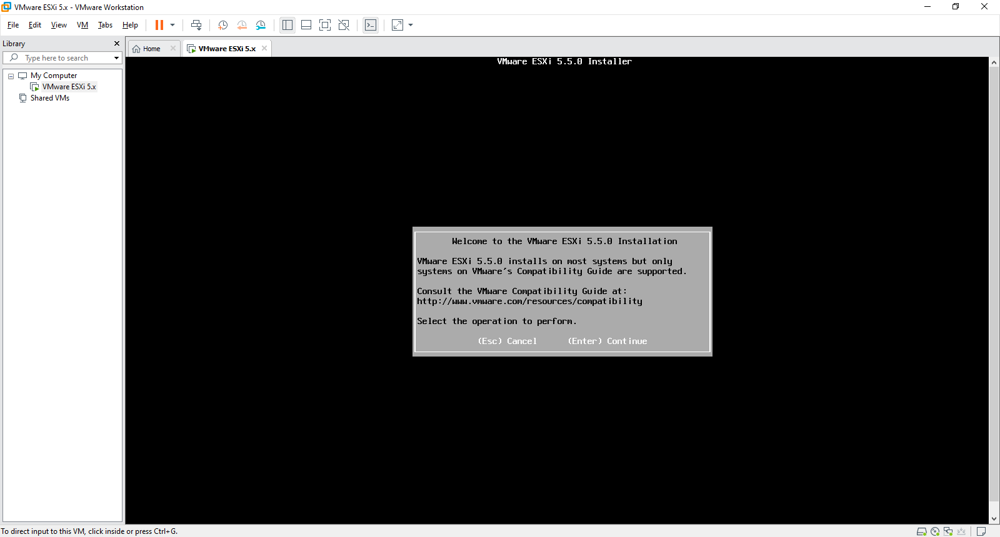 VMware ESXi 5.x - VMware Workstation
File Edit View VM Tabs Help
Library
Type here to search
My Computer
VMware ESXi 5.x
Shared VMs
Home
VMware ESXi 5.x
VMware ESXi 5.5.0 Installer
Welcome to the VMware ESXi 5.5.0 Installation
VMware ESXi 5.5.0 installs on most systems but only
systems on VMware's Compatibility Guide are supported.
Consult the VMware Compatibility Guide at:
http://www.vmware.com/resources/compatibility
Select the operation to perform.
(Esc) Cancel (Enter) Continue
To direct input to this VM, click inside or press Ctrl+G.